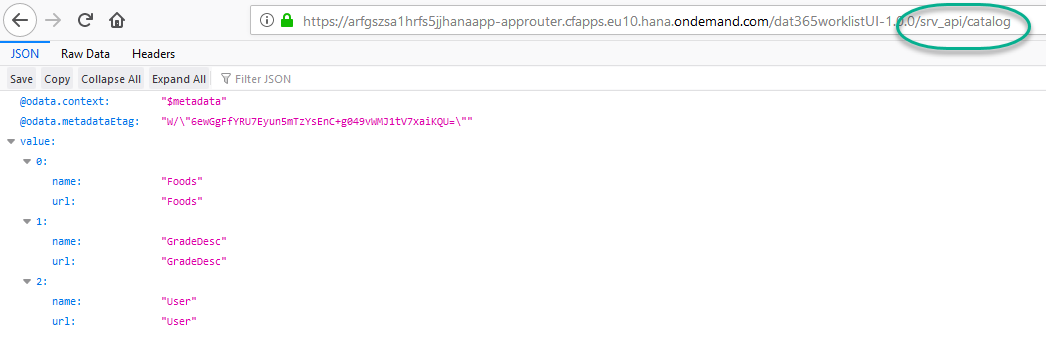 https://arfgszsa1hrfs5jjhanaapp-approuter.cfapps.eu10.hana.ondemand.com/dat365worklistUI-1.0.0/srv_api/catalog
JSON Raw Data Headers
Save Copy Collapse All Expand All Filter JSON
@odata.context: "$metadata"
@odata.metadataEtag: "W/\"6ewGgFfYRU7Eyun5mTzYsEnC+g049vWMJ1tV7xaiKQU=\""
value:
0:
name: "Foods"
url: "Foods"
1:
name: "GradeDesc"
url: "GradeDesc"
2:
name: "User"
url: "User"